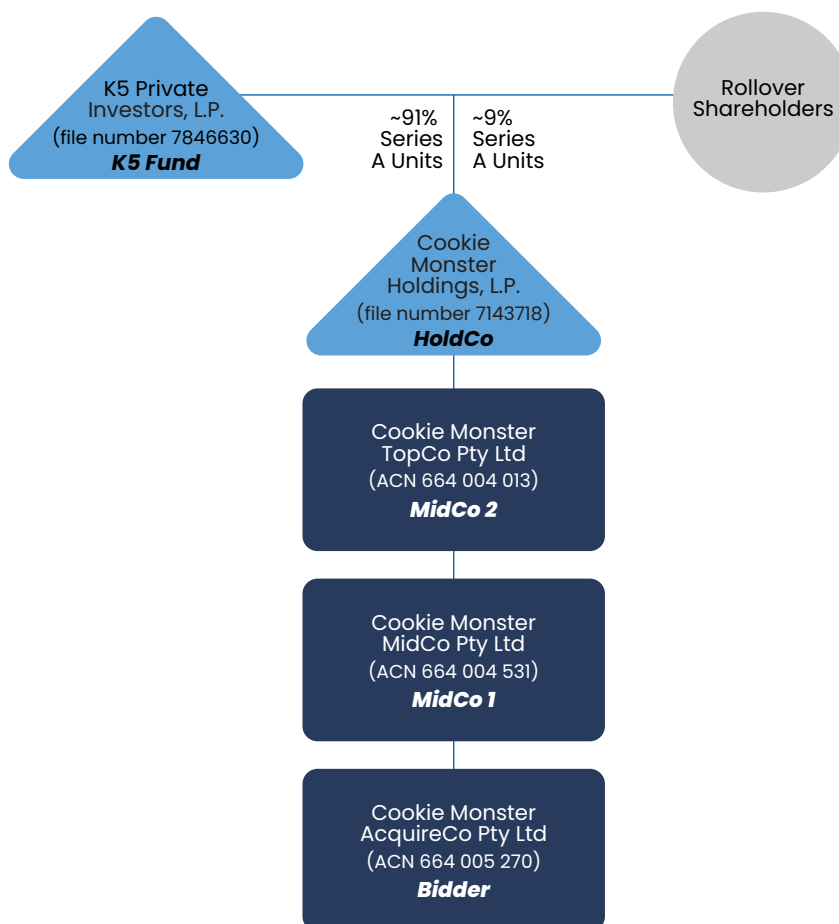 K5 Private
Investors, L.P.
(file number 7846630)
K5 Fund
~91%
Series
A Units
~9%
Series
A Units
Rollover
Shareholders
Cookie
Monster
Holdings, L.P.
(file number 7143718)
HoldCo
Cookie Monster
TopCo Pty Ltd
(ACN 664 004 013)
MidCo 2
Cookie Monster
MidCo Pty Ltd
(ACN 664 004 531)
MidCo 1
Cookie Monster
AcquireCo Pty Ltd
(ACN 664 005 270)
Bidder